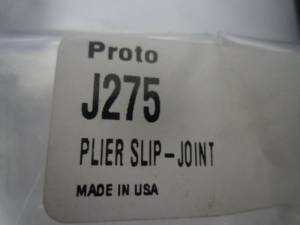 Proto
J275
PLIER SLIP-JOINT
MADE IN USA